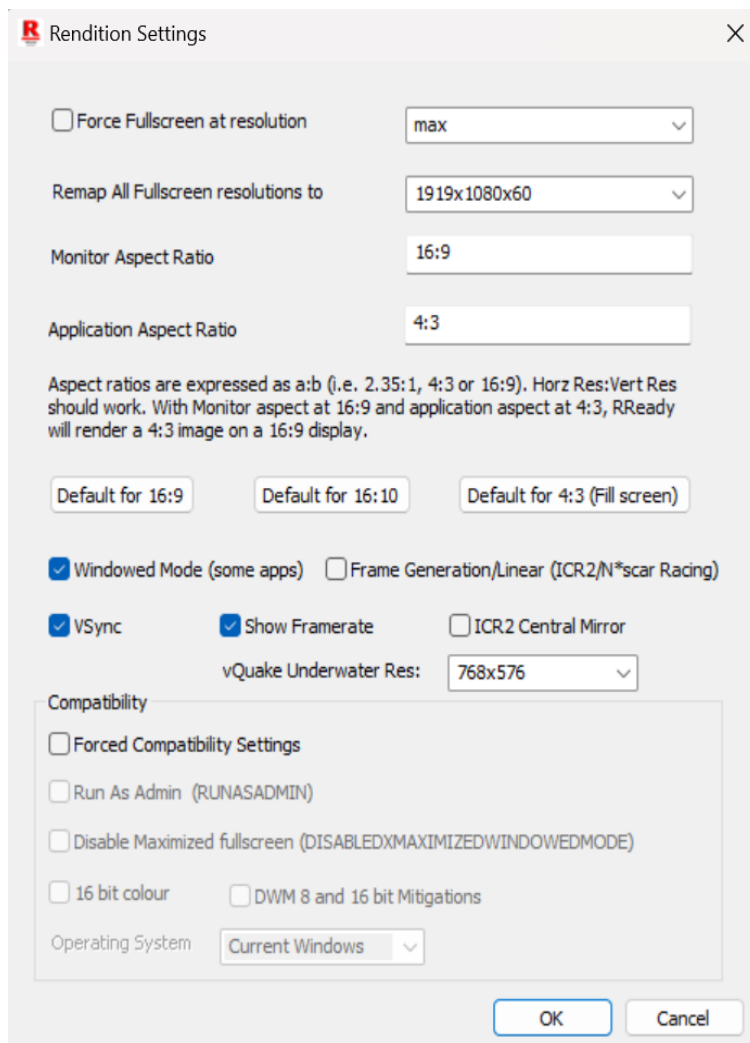 R Rendition Settings
Force Fullscreen at resolution max
Remap All Fullscreen resolutions to 1919x1080x60
Monitor Aspect Ratio 16:9
Application Aspect Ratio 4:3
Aspect ratios are expressed as a:b (i.e. 2.35:1, 4:3 or 16:9). Horz Res:Vert Res
should work. With Monitor aspect at 16:9 and application aspect at 4:3, RReady
will render a 4:3 image on a 16:9 display.
Default for 16:9 Default for 16:10 Default for 4:3 (Fill screen)
Windowed Mode (some apps) Frame Generation/Linear (ICR2/N*scar Racing)
VSync Show Framerate ICR2 Central Mirror
vQuake Underwater Res: 768x576
Compatibility
Forced Compatibility Settings
Run As Admin (RUNASADMIN)
Disable Maximized fullscreen (DISABLEDXMAXIMIZEDWINDOWEDMODE)
16 bit colour DWM 8 and 16 bit Mitigations
Operating System Current Windows
OK Cancel